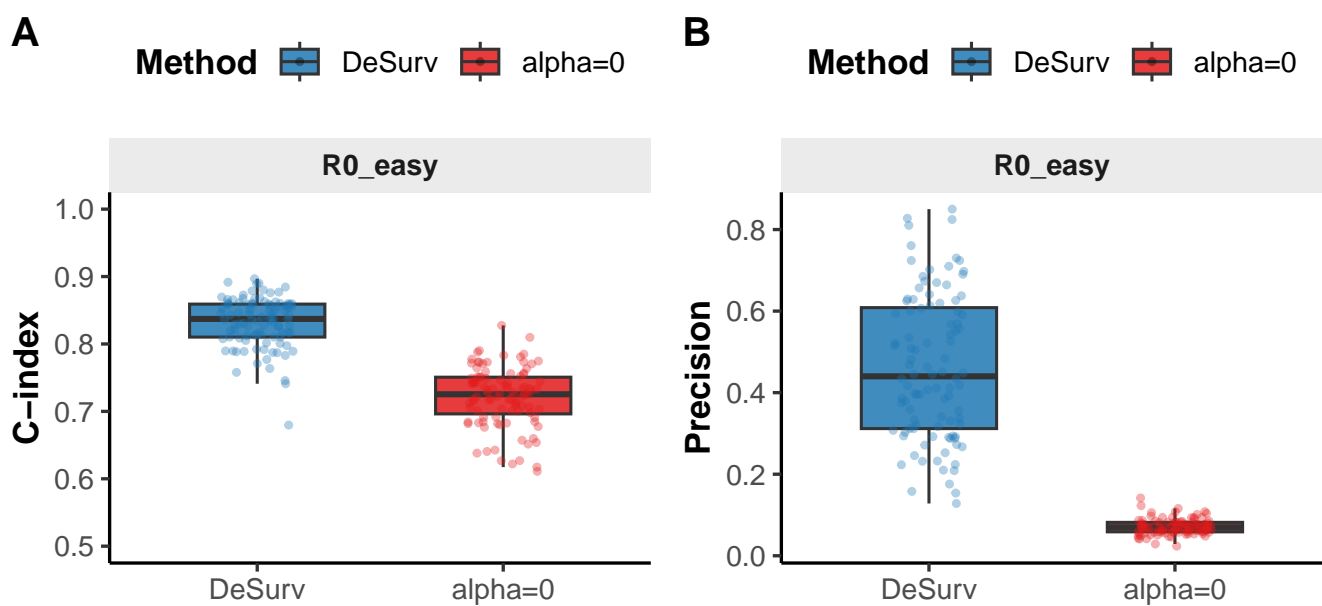 A
Method DeSurv alpha=0
R0_easy
C−index
1.0
0.9
0.8
0.7
0.6
0.5
DeSurv alpha=0
B
Method DeSurv alpha=0
R0_easy
Precision
0.8
0.6
0.4
0.2
0.0
DeSurv alpha=0